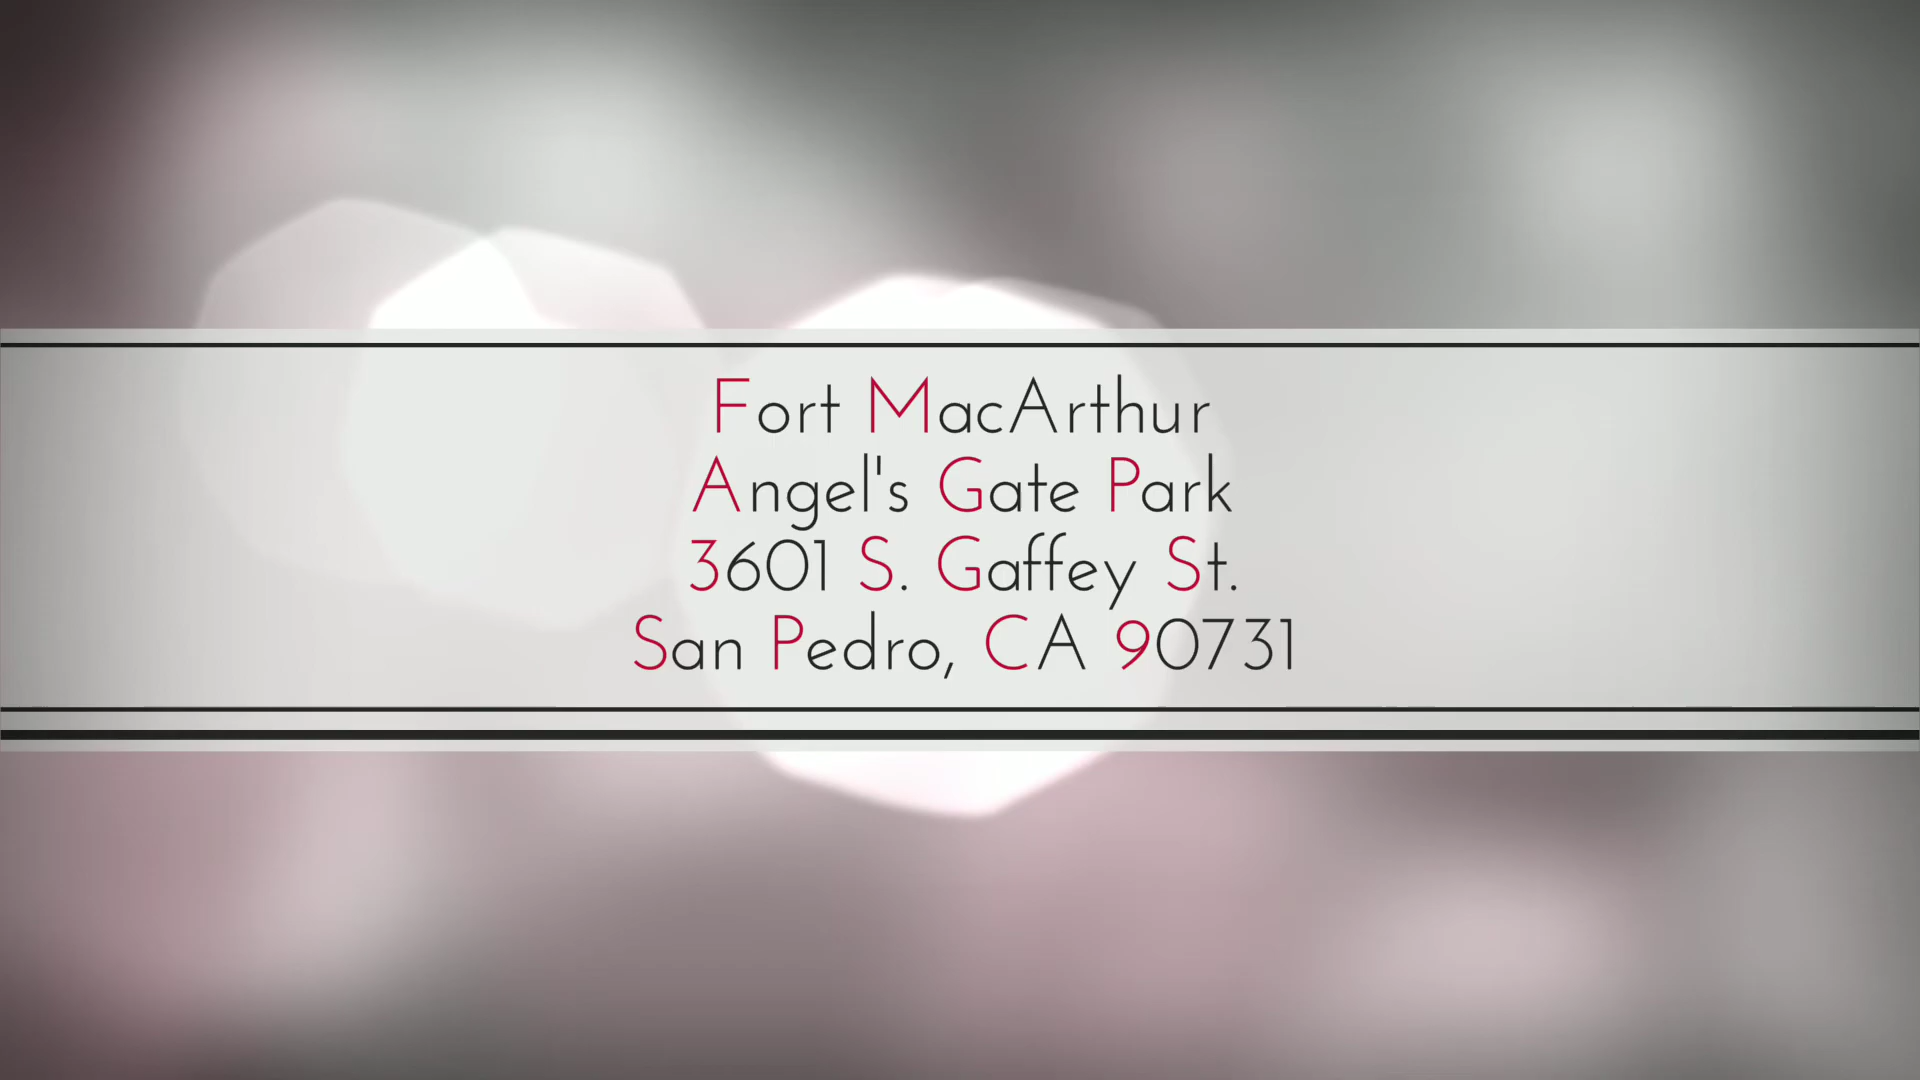 Fort MacArthur
Angel's Gate Park
3601 S. Gaffey St.
San Pedro, CA 90731